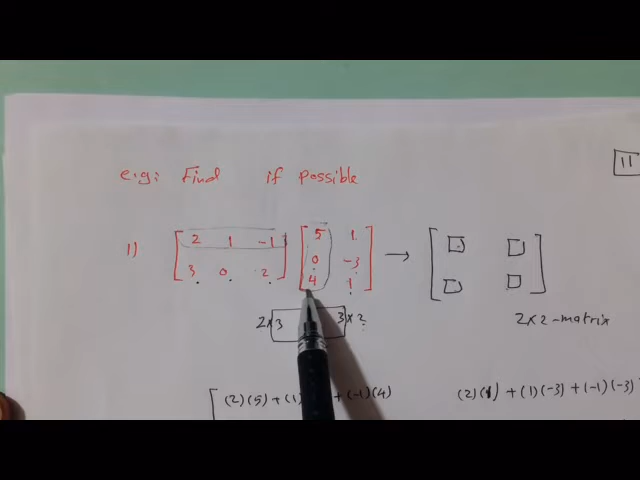 11
e.g: Find if possible
1) [ 2 1 -1 ] [ 5 1 ] → [ □ □ ]
[ 3 0 2 ] [ 0 -3 ] [ □ □ ]
[ 4 1 ]
2×3 3×2 2×2-matrix
(2)(5)+(1) +(-1)(4) (2)(1)+(1)(-3)+(-1)(-3)